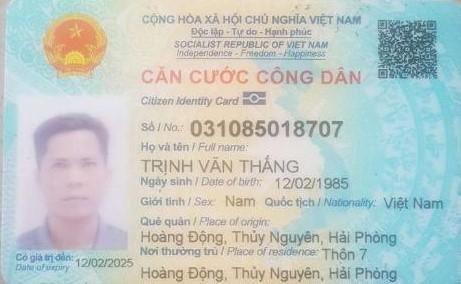 CỘNG HÒA XÃ HỘI CHỦ NGHĨA VIỆT NAM
Độc lập - Tự do - Hạnh phúc
SOCIALIST REPUBLIC OF VIET NAM
Independence - Freedom - Happiness
CĂN CƯỚC CÔNG DÂN
Citizen Identity Card
Số / No.: 031085018707
Họ và tên / Full name:
TRỊNH VĂN THẮNG
Ngày sinh / Date of birth: 12/02/1985
Giới tính / Sex: Nam Quốc tịch / Nationality: Việt Nam
Quê quán / Place of origin:
Hoàng Động, Thủy Nguyên, Hải Phòng
Nơi thường trú / Place of residence: Thôn 7
Hoàng Động, Thủy Nguyên, Hải Phòng
Có giá trị đến: 12/02/2025
Date of expiry